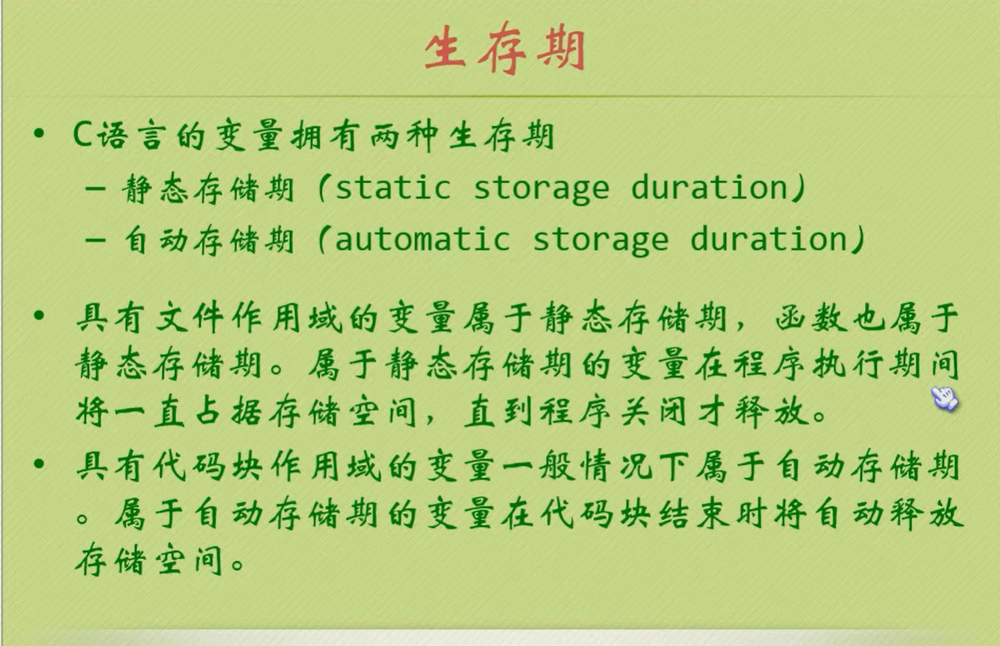 生存期
• C语言的变量拥有两种生存期
– 静态存储期（static storage duration）
– 自动存储期（automatic storage duration）
• 具有文件作用域的变量属于静态存储期，函数也属于
静态存储期。属于静态存储期的变量在程序执行期间
将一直占据存储空间，直到程序关闭才释放。
• 具有代码块作用域的变量一般情况下属于自动存储期
。属于自动存储期的变量在代码块结束时将自动释放
存储空间。